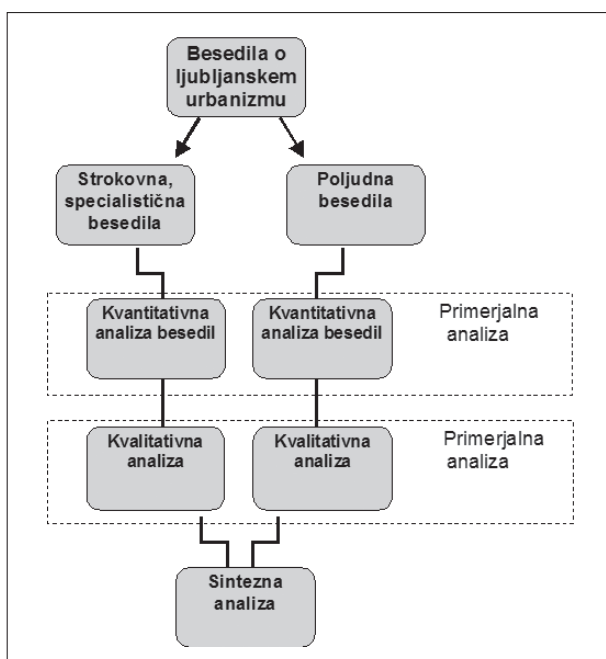 Besedila o
ljubljanskem
urbanizmu
Strokovna,
specialistična
besedila
Poljudna
besedila
Kvantitativna
analiza besedil
Kvantitativna
analiza besedil
Primerjalna
analiza
Kvalitativna
analiza
Kvalitativna
analiza
Primerjalna
analiza
Sintezna
analiza